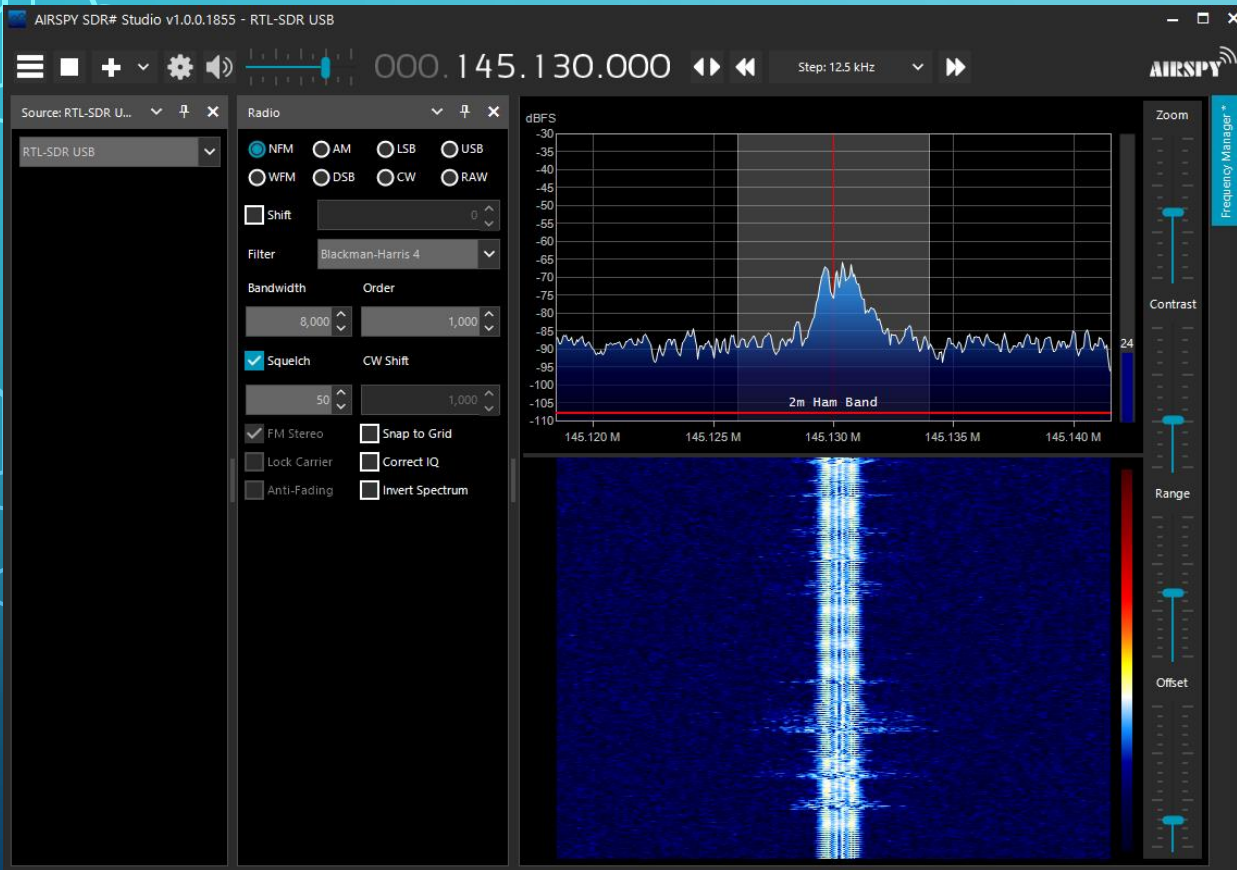 AIRSPY SDR# Studio v1.0.0.1855 - RTL-SDR USB
000.145.130.000
Step: 12.5 kHz
AIRSPY
Source: RTL-SDR U...
RTL-SDR USB
Radio
NFM AM LSB USB
WFM DSB CW RAW
Shift 0
Filter Blackman-Harris 4
Bandwidth Order
8,000 1,000
Squelch CW Shift
50 1,000
FM Stereo Snap to Grid
Lock Carrier Correct IQ
Anti-Fading Invert Spectrum
dBFS
-30
-35
-40
-45
-50
-55
-60
-65
-70
-75
-80
-85
-90
-95
-100
-105
-110
24
2m Ham Band
145.120 M 145.125 M 145.130 M 145.135 M 145.140 M
Zoom
Contrast
Range
Offset
Frequency Manager *